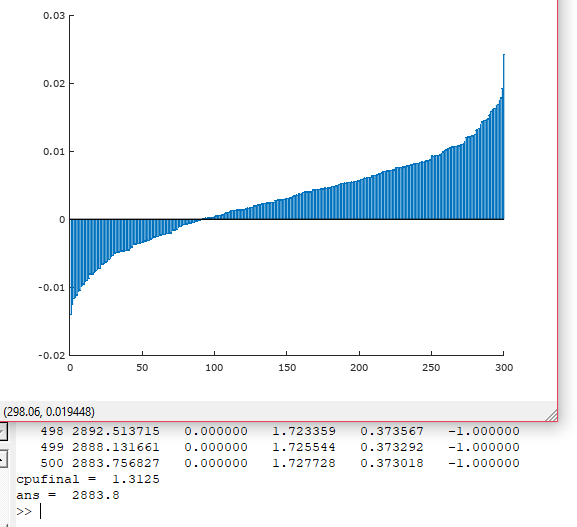 0.03
0.02
0.01
0
-0.01
-0.02
0 50 100 150 200 250 300
(298.06, 0.019448)
498 2892.513715 0.000000 1.723359 0.373567 -1.000000
499 2888.131661 0.000000 1.725544 0.373292 -1.000000
500 2883.756827 0.000000 1.727728 0.373018 -1.000000
cpufinal = 1.3125
ans = 2883.8
>>